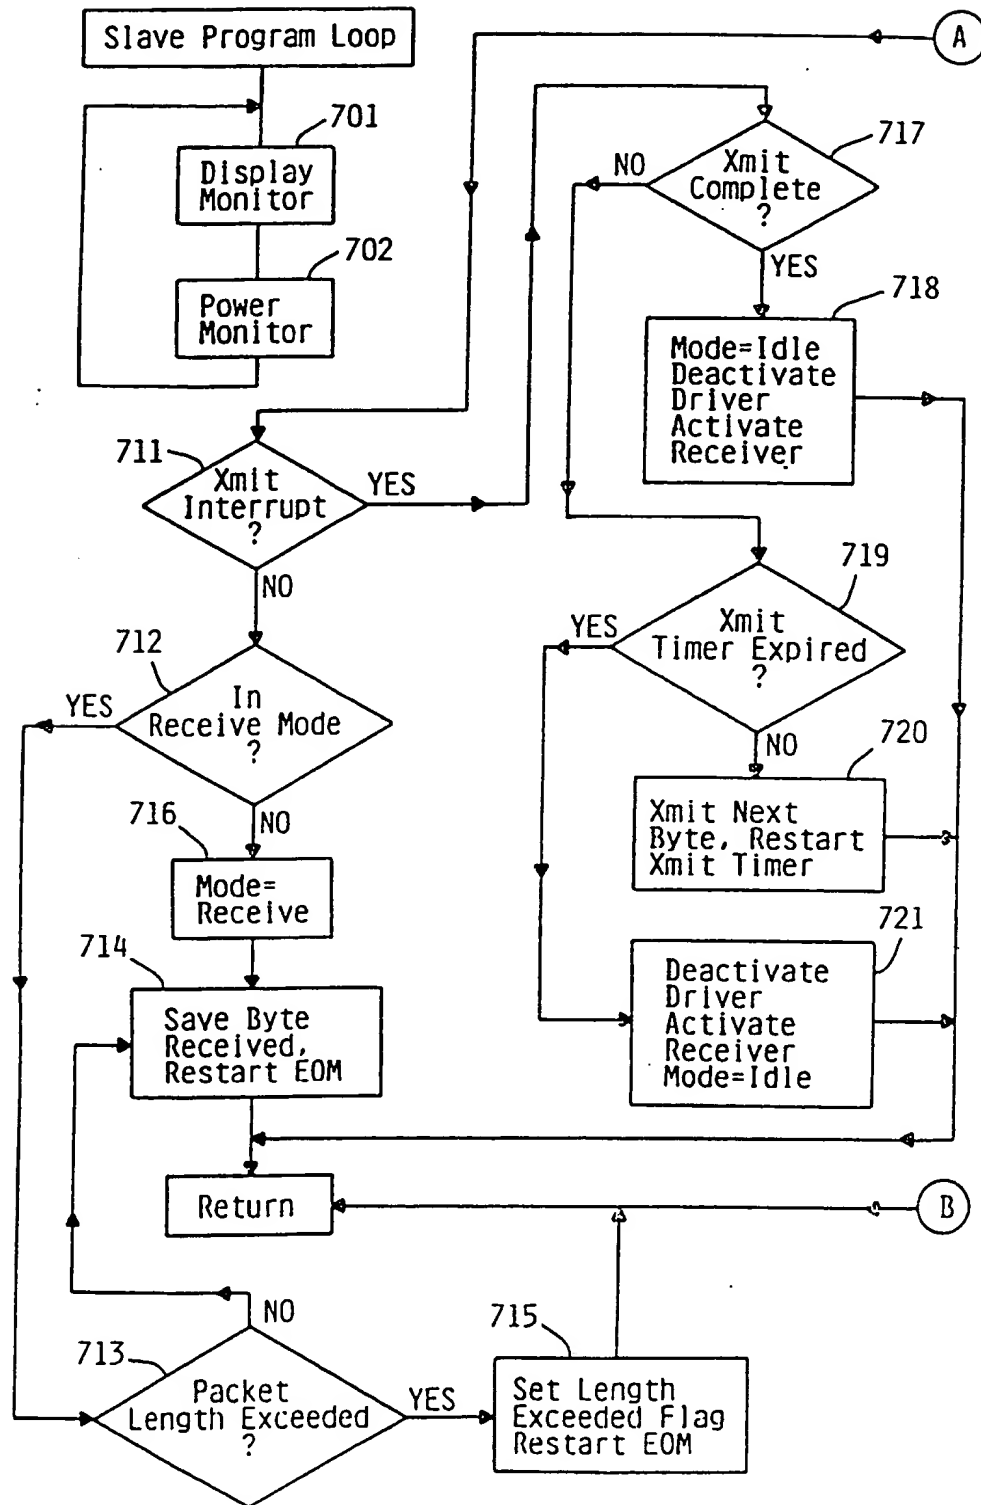 Slave Program Loop
A
701
Display
Monitor
702
Power
Monitor
717
Xmit
Complete
?
NO
YES
718
Mode=Idle
Deactivate
Driver
Activate
Receiver
711
Xmit
Interrupt
?
YES
NO
719
Xmit
Timer Expired
?
YES
NO
712
In
Receive Mode
?
YES
NO
720
Xmit Next
Byte, Restart
Xmit Timer
716
Mode=
Receive
721
Deactivate
Driver
Activate
Receiver
Mode=Idle
714
Save Byte
Received,
Restart EOM
Return
B
713
Packet
Length Exceeded
?
NO
YES
715
Set Length
Exceeded Flag
Restart EOM